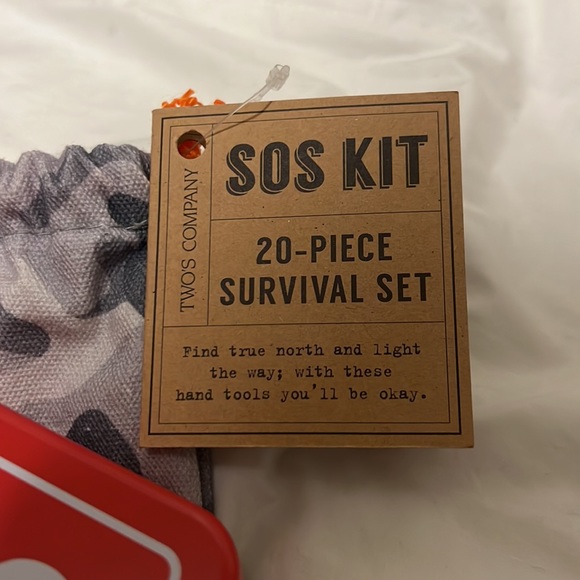 SOS KIT
TWO'S COMPANY
20-PIECE
SURVIVAL SET
Find true north and light
the way; with these
hand tools you'll be okay.